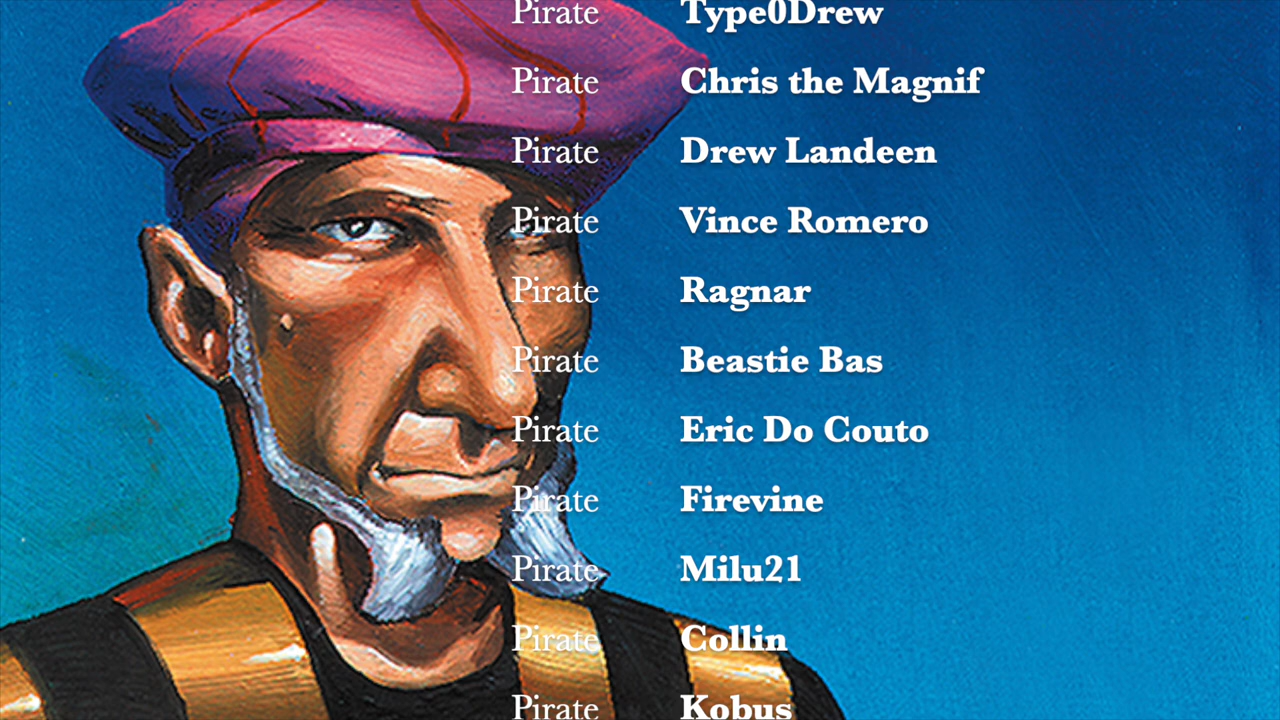 Pirate Type0Drew
Pirate Chris the Magnif
Pirate Drew Landeen
Pirate Vince Romero
Pirate Ragnar
Pirate Beastie Bas
Pirate Eric Do Couto
Pirate Firevine
Pirate Milu21
Pirate Collin
Pirate Kobus